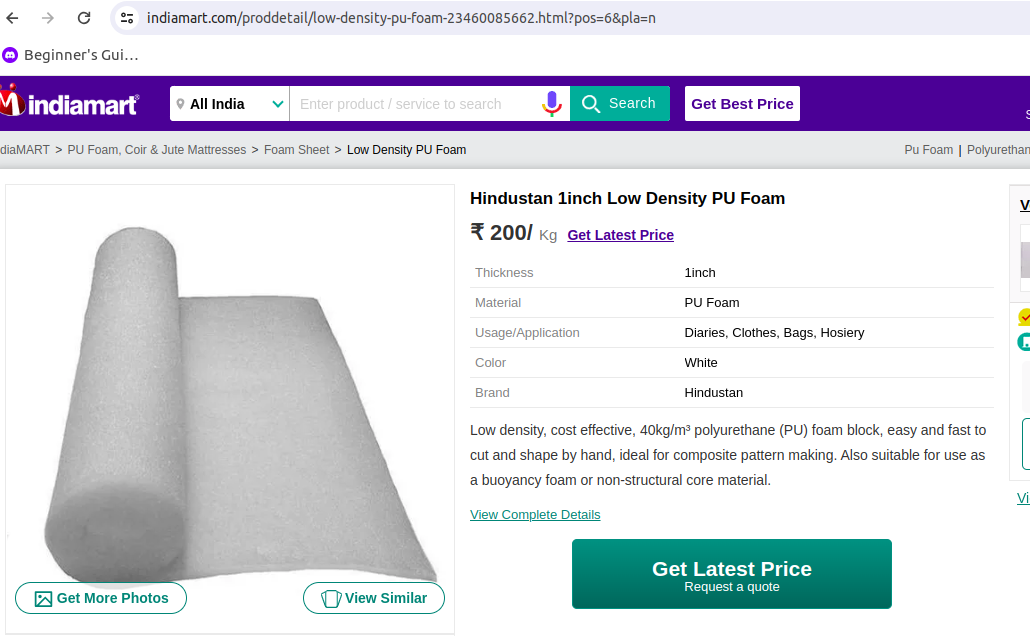 indiamart.com/proddetail/low-density-pu-foam-23460085662.html?pos=6&pla=n
Beginner's Gui…
indiamart
All India
Enter product / service to search
Search
Get Best Price
diaMART > PU Foam, Coir & Jute Mattresses > Foam Sheet > Low Density PU Foam
Pu Foam | Polyurethan
Hindustan 1inch Low Density PU Foam
₹ 200/ Kg Get Latest Price
Thickness 1inch
Material PU Foam
Usage/Application Diaries, Clothes, Bags, Hosiery
Color White
Brand Hindustan
Low density, cost effective, 40kg/m³ polyurethane (PU) foam block, easy and fast to
cut and shape by hand, ideal for composite pattern making. Also suitable for use as
a buoyancy foam or non-structural core material.
View Complete Details
Get Latest Price
Request a quote
Get More Photos
View Similar